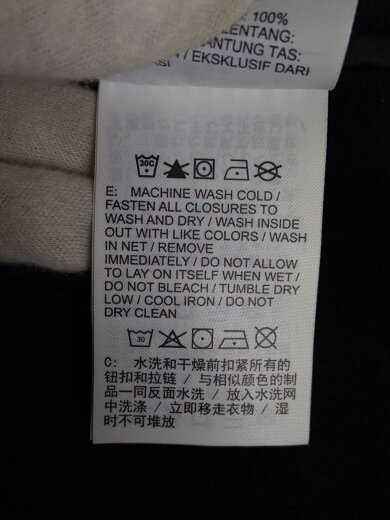 100%
LENTANG:
ANTUNG TAS:
/ EKSKLUSIF DARI
30C
E: MACHINE WASH COLD /
FASTEN ALL CLOSURES TO
WASH AND DRY / WASH INSIDE
OUT WITH LIKE COLORS / WASH
IN NET / REMOVE
IMMEDIATELY / DO NOT ALLOW
TO LAY ON ITSELF WHEN WET /
DO NOT BLEACH / TUMBLE DRY
LOW / COOL IRON / DO NOT
DRY CLEAN
30
C: 水洗和干燥前扣紧所有的
钮扣和拉链 / 与相似颜色的制
品一同反面水洗 / 放入水洗网
中洗涤 / 立即移走衣物 / 湿
时不可堆放